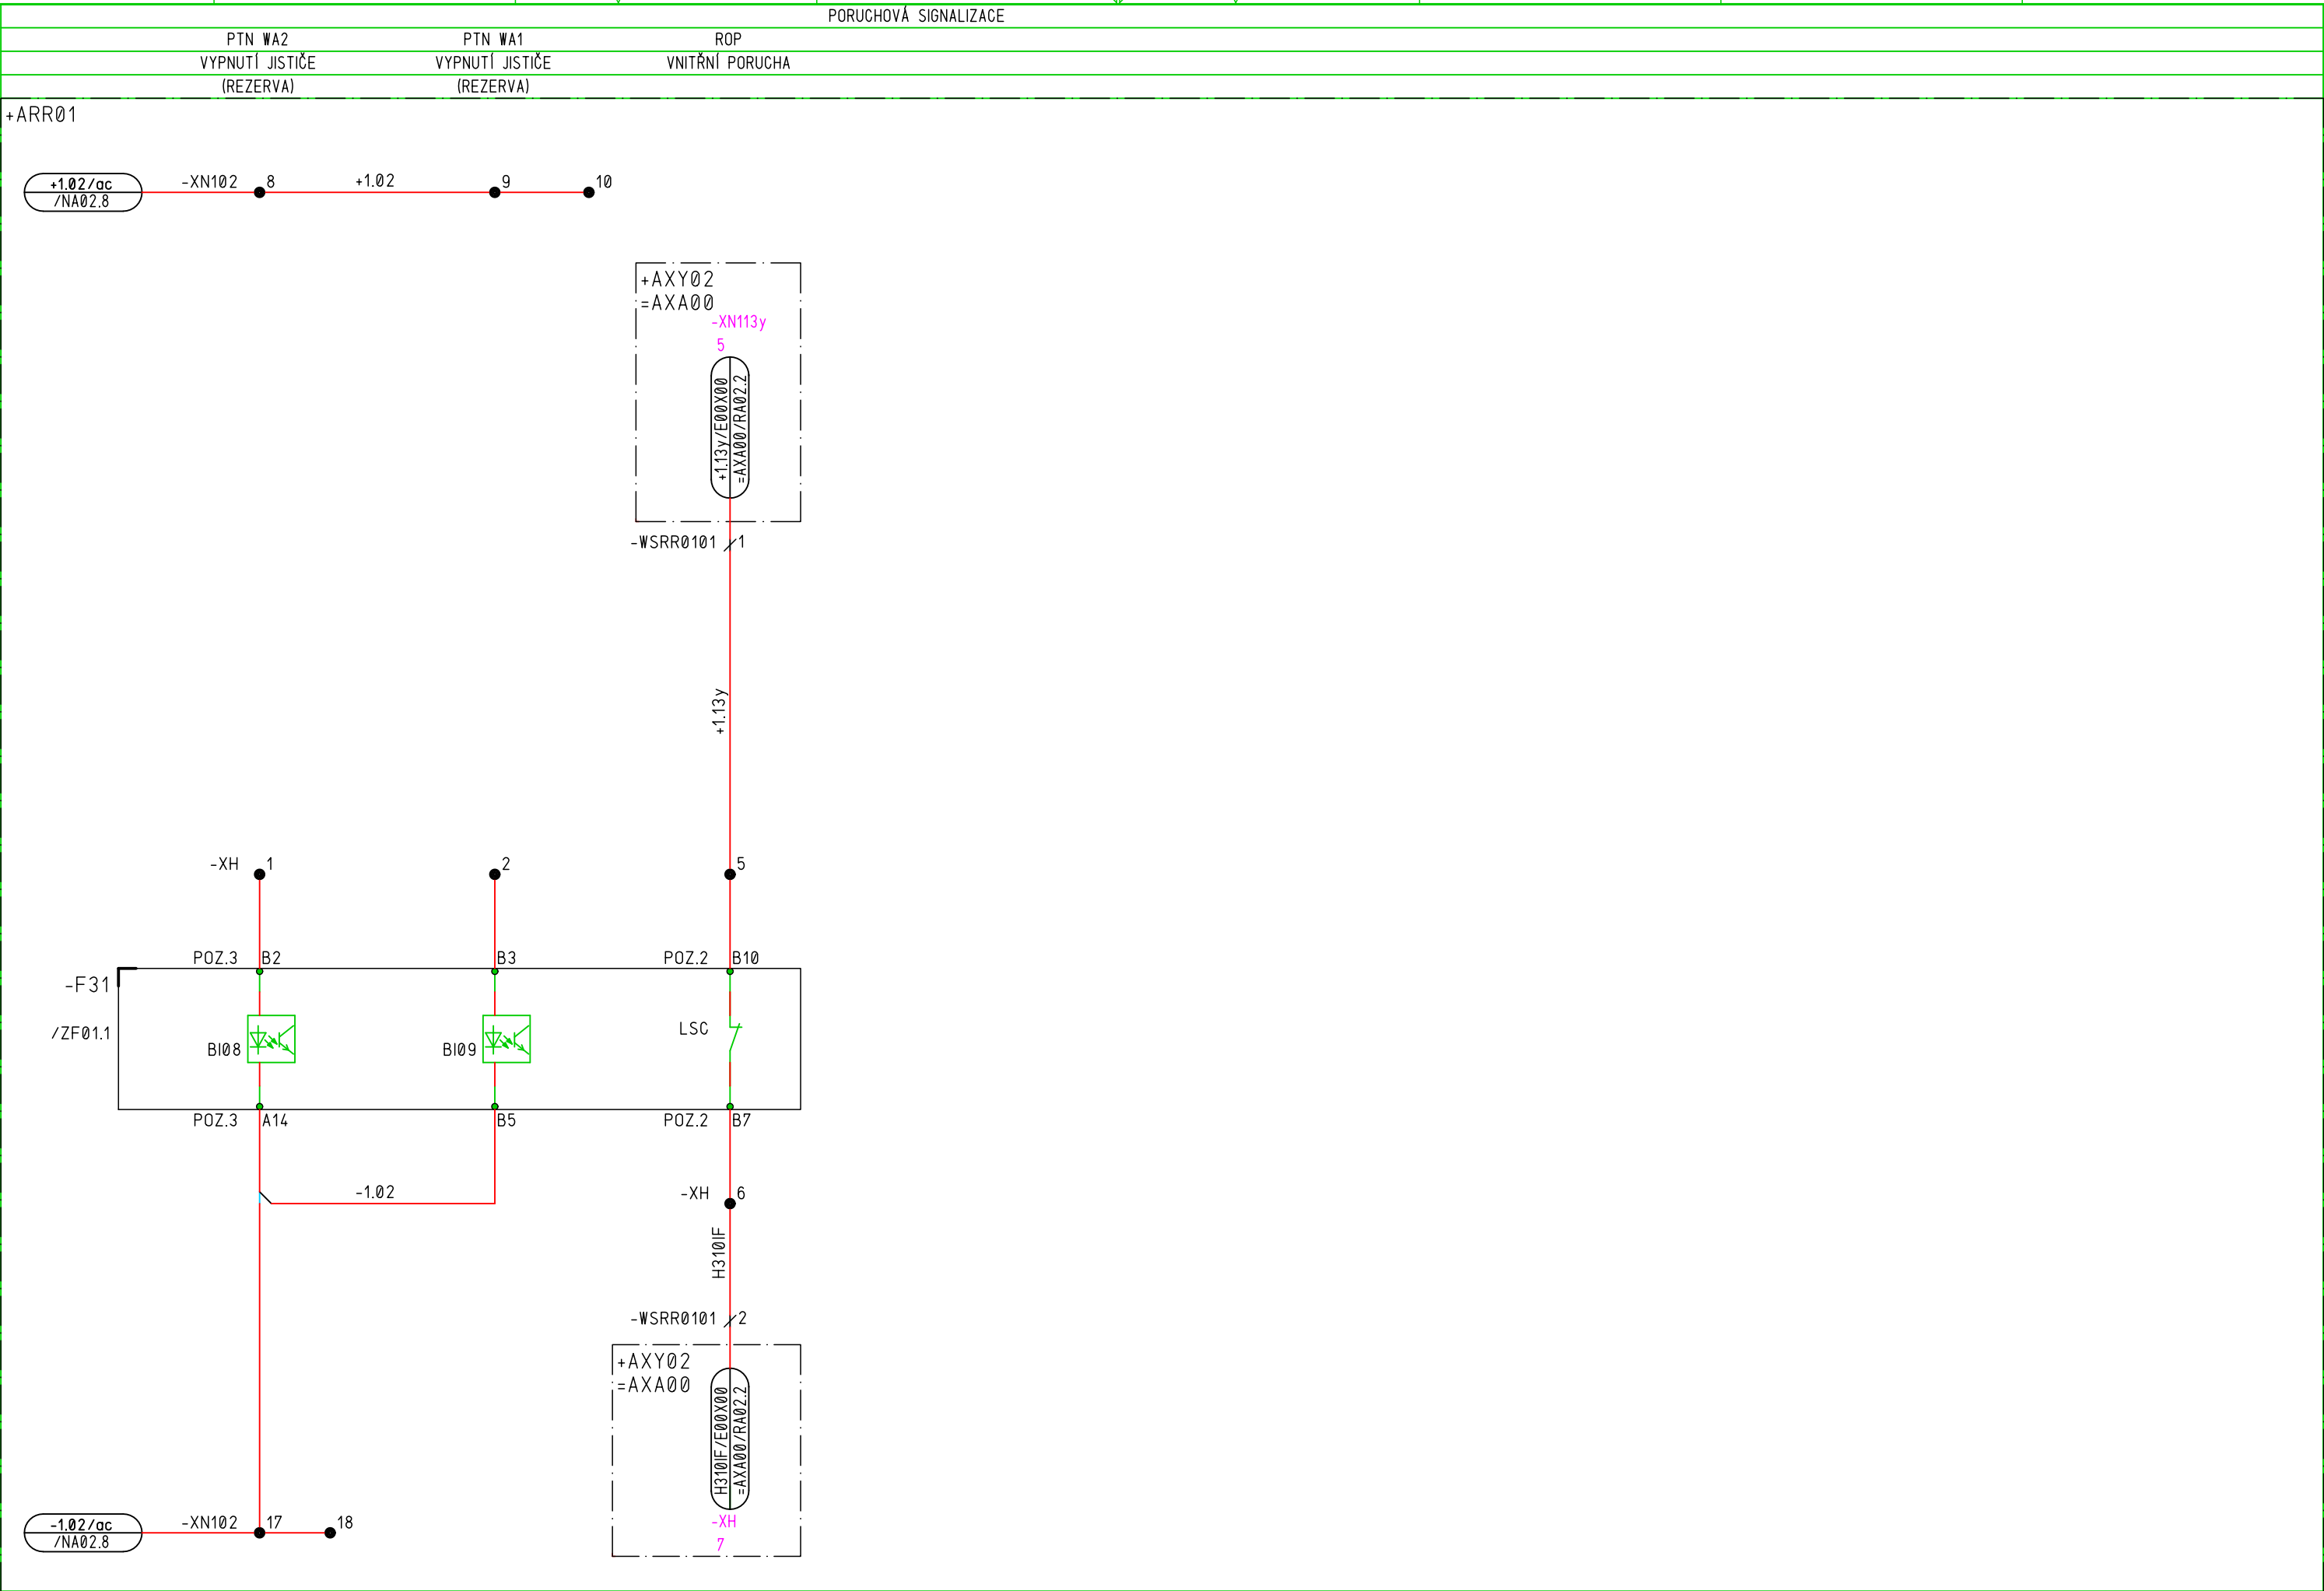 PORUCHOVÁ SIGNALIZACE
PTN WA2 PTN WA1 ROP
VYPNUTÍ JISTIČE VYPNUTÍ JISTIČE VNITŘNÍ PORUCHA
(REZERVA) (REZERVA)
+ARR01
+1.02/ac
/NA02.8
-XN102 8 +1.02 9 10
+AXY02
=AXA00
-XN113y
5
+1.13y/E00X00
=AXA00/RA02.2
-WSRR0101 1
+1.13y
-XH 1 2 5
POZ.3 B2 B3 POZ.2 B10
-F31
/ZF01.1
BI08 BI09 LSC
POZ.3 A14 B5 POZ.2 B7
-1.02
-XH 6
H310IF
-WSRR0101 2
+AXY02
=AXA00
H310IF/E00X00
=AXA00/RA02.2
-XH
7
-1.02/ac
/NA02.8
-XN102 17 18